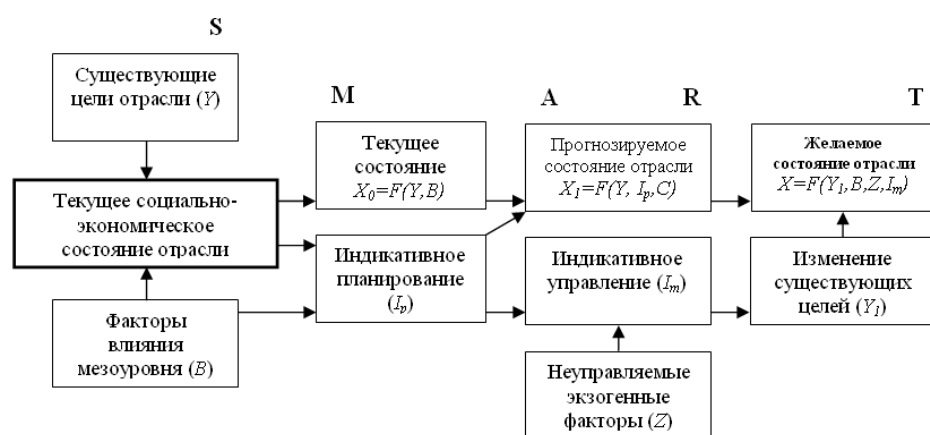 S
Существующие
цели отрасли (Y)
M
A
R
T
Текущее
состояние
X₀=F(Y,B)
Прогнозируемое
состояние отрасли
X₁=F(Y, Iₚ,C)
Желаемое
состояние отрасли
X=F(Y₁,B,Z,Iₘ)
Текущее социально-
экономическое
состояние отрасли
Индикативное
планирование
(Iₚ)
Индикативное
управление (Iₘ)
Изменение
существующих
целей (Y₁)
Факторы
влияния
мезоуровня (B)
Неуправляемые
экзогенные
факторы (Z)